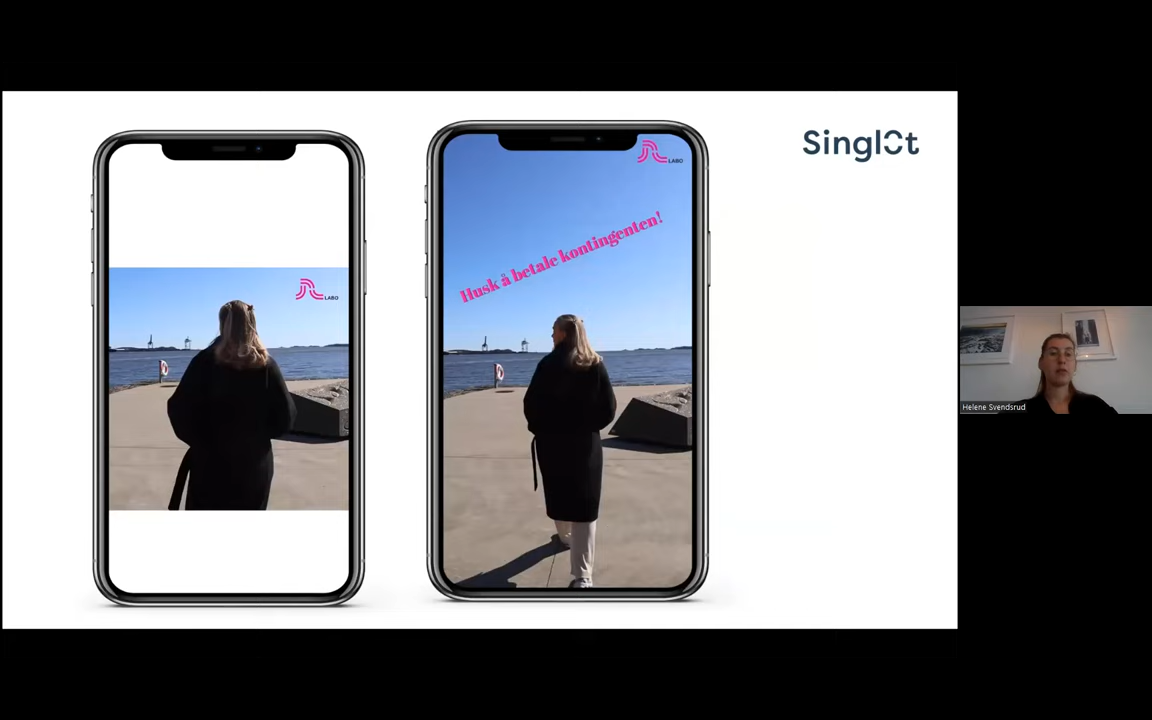 Singlot
LABO
Husk å betale kontingenten!
LABO
Helene Svendsrud